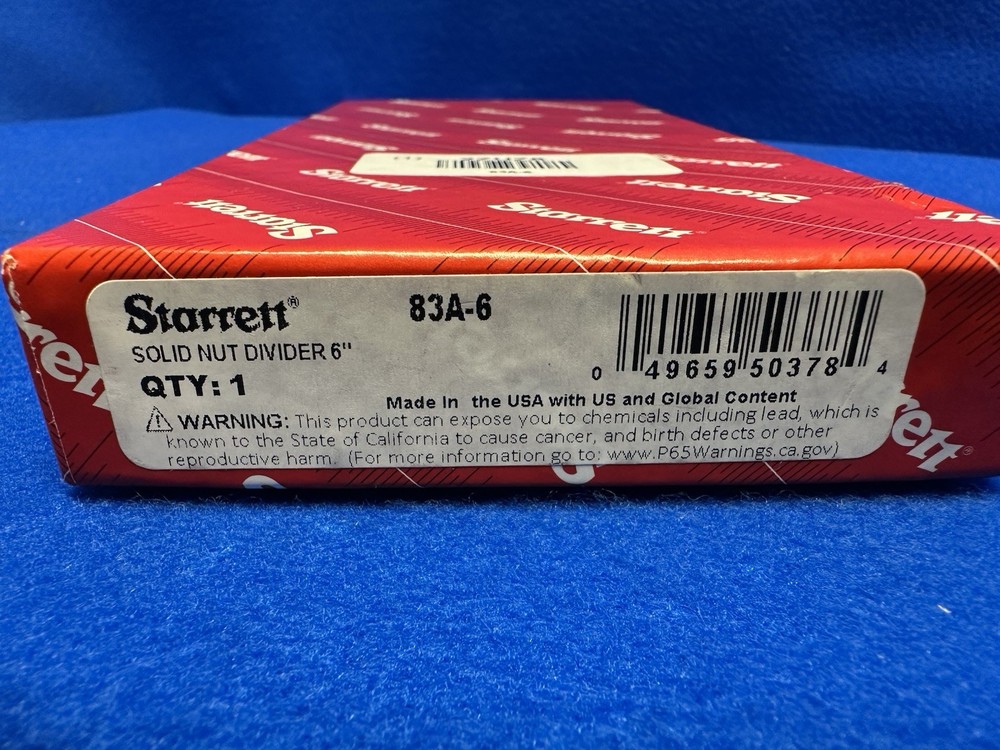 Starrett Starrett
Starrett Starrett
Starrett® 83A-6
SOLID NUT DIVIDER 6"
QTY: 1
0 49659 50378 4
Made In the USA with US and Global Content
⚠ WARNING: This product can expose you to chemicals including lead, which is
known to the State of California to cause cancer, and birth defects or other
reproductive harm. (For more information go to: www.P65Warnings.ca.gov)